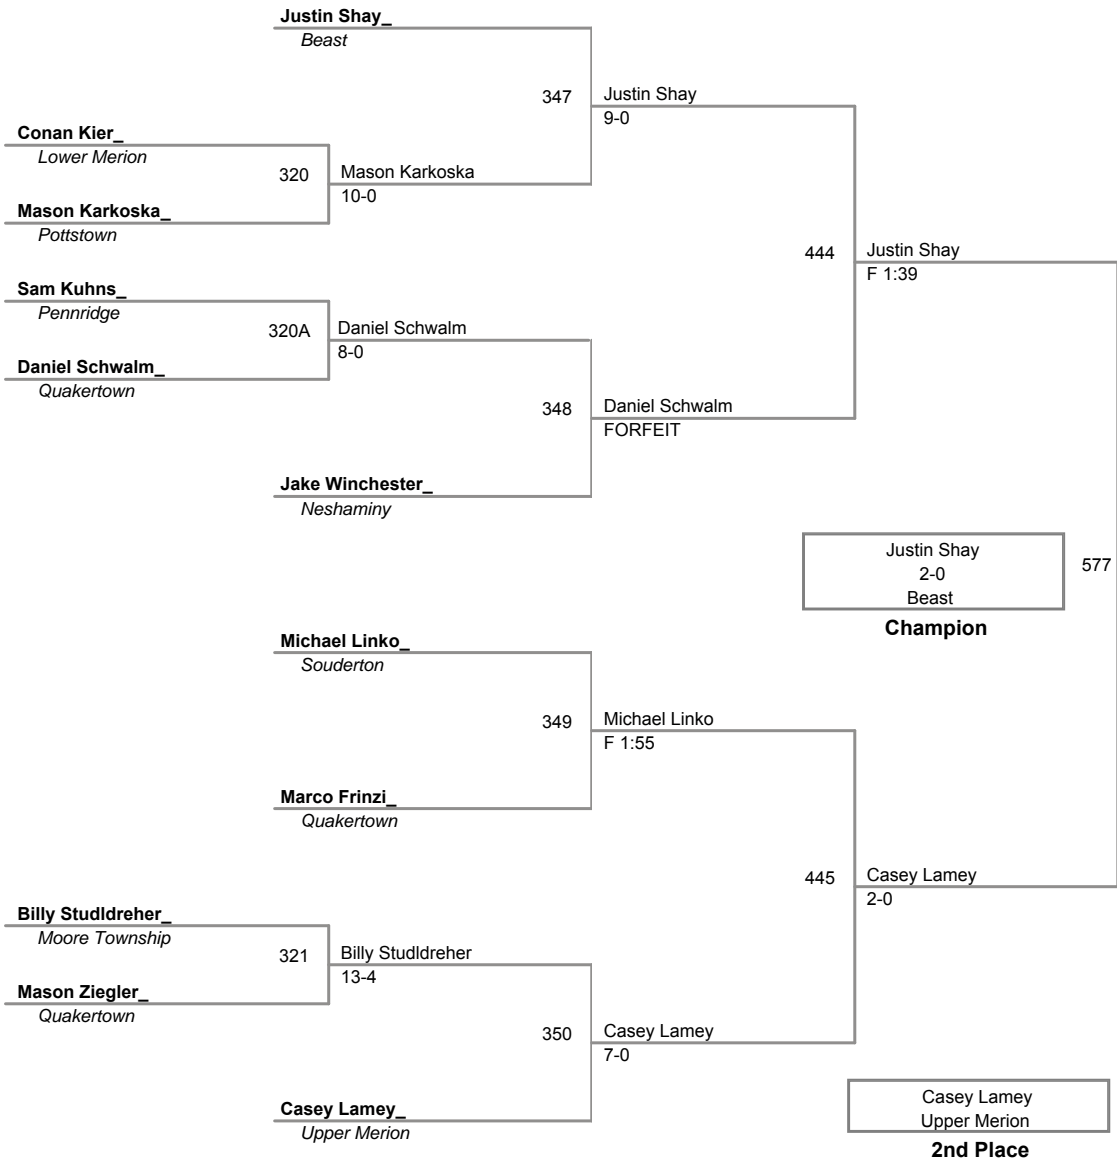 Justin Shay_
Beast
347
Justin Shay
9-0
Conan Kier_
Lower Merion
320
Mason Karkoska
10-0
Mason Karkoska_
Pottstown
444
Justin Shay
F 1:39
Sam Kuhns_
Pennridge
320A
Daniel Schwalm
8-0
Daniel Schwalm_
Quakertown
348
Daniel Schwalm
FORFEIT
Jake Winchester_
Neshaminy
Justin Shay
2-0
Beast
577
Champion
Michael Linko_
Souderton
349
Michael Linko
F 1:55
Marco Frinzi_
Quakertown
445
Casey Lamey
2-0
Billy Studldreher_
Moore Township
321
Billy Studldreher
13-4
Mason Ziegler_
Quakertown
350
Casey Lamey
7-0
Casey Lamey_
Upper Merion
Casey Lamey
Upper Merion
2nd Place